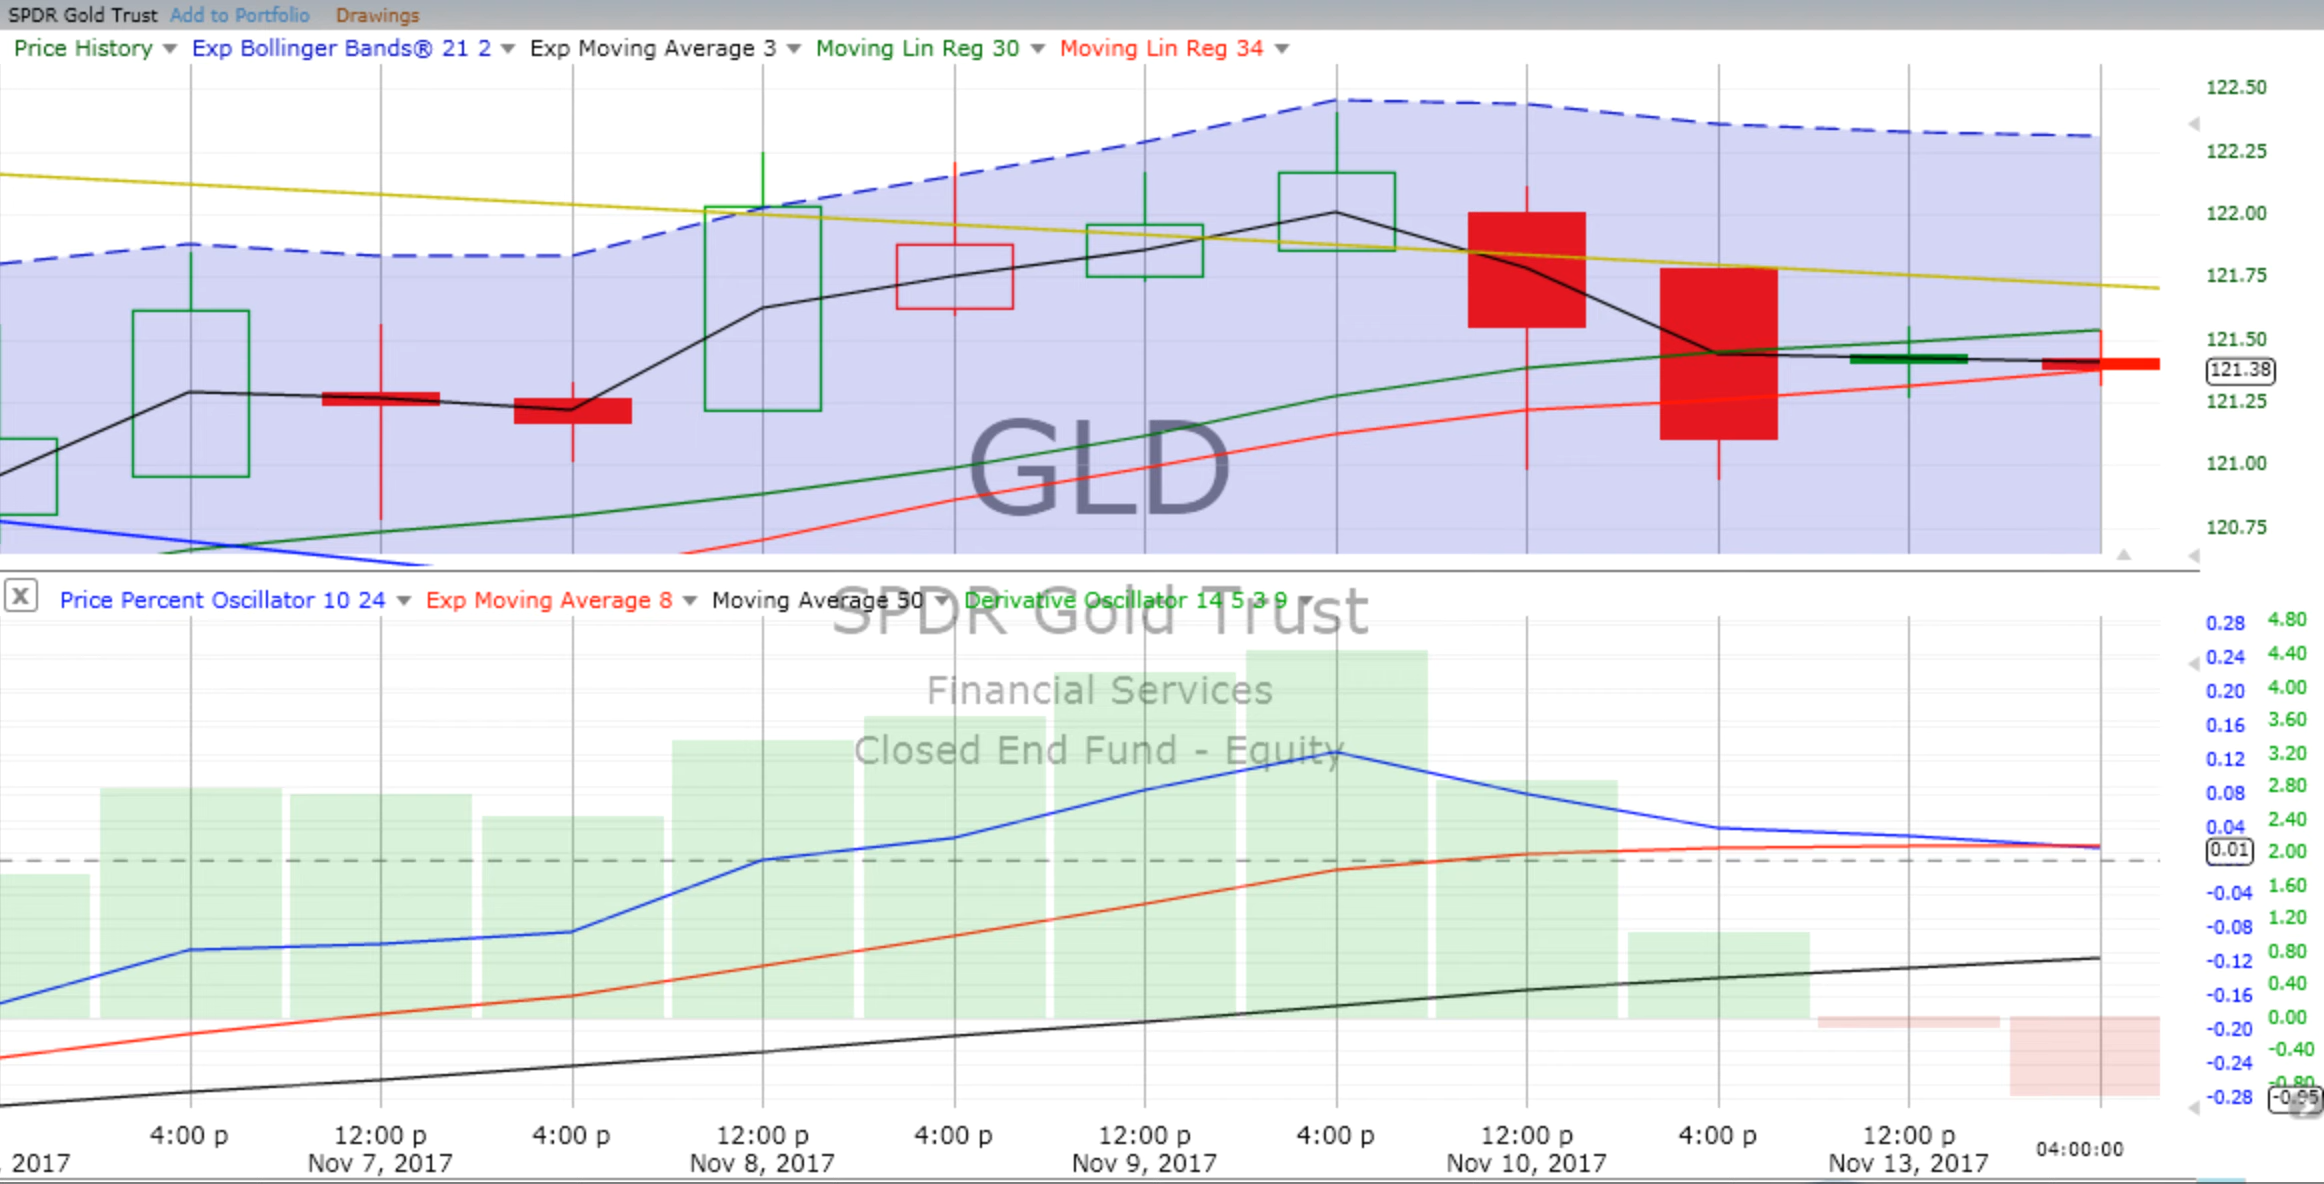 SPDR Gold Trust Add to Portfolio Drawings
Price History Exp Bollinger Bands® 21 2 Exp Moving Average 3 Moving Lin Reg 30 Moving Lin Reg 34
122.50
122.25
122.00
121.75
121.50
121.38
121.25
121.00
120.75
GLD
X Price Percent Oscillator 10 24 Exp Moving Average 8 Moving Average 50 Derivative Oscillator 14 5 3 9
SPDR Gold Trust
Financial Services
Closed End Fund - Equity
0.28 4.80
0.24 4.40
0.20 4.00
0.16 3.60
0.12 3.20
0.08 2.80
0.04 2.40
0.01 2.00
-0.04 1.60
-0.08 1.20
-0.12 0.80
-0.16 0.40
-0.20 0.00
-0.24 -0.40
-0.80
-0.28 -0.95
4:00 p 12:00 p 4:00 p 12:00 p 4:00 p 12:00 p 4:00 p 12:00 p 4:00 p 12:00 p 04:00:00
, 2017 Nov 7, 2017 Nov 8, 2017 Nov 9, 2017 Nov 10, 2017 Nov 13, 2017